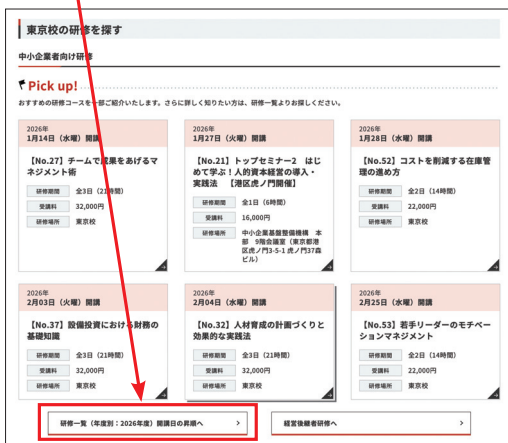 東京校の研修を探す
中小企業者向け研修
Pick up!
おすすめの研修コースを一部ご紹介いたします。さらに詳しく知りたい方は、研修一覧よりお探しください。
2026年
1月14日（水曜）開講
【No.27】チームで成果をあげるマ
ネジメント術
研修期間 全3日（21時間）
受講料 32,000円
研修場所 東京校
2026年
1月27日（火曜）開講
【No.21】トップセミナー2 はじ
めて学ぶ！人的資本経営の導入・
実践法 【港区虎ノ門開催】
研修期間 全1日（6時間）
受講料 16,000円
研修場所 中小企業基盤整備機構 本
部 9階会議室（東京都港
区虎ノ門3-5-1 虎ノ門37森
ビル）
2026年
1月28日（水曜）開講
【No.52】コストを削減する在庫管
理の進め方
研修期間 全2日（14時間）
受講料 22,000円
研修場所 東京校
2026年
2月03日（火曜）開講
【No.37】設備投資における財務の
基礎知識
研修期間 全3日（21時間）
受講料 32,000円
研修場所 東京校
2026年
2月04日（水曜）開講
【No.32】人材育成の計画づくりと
効果的な実践法
研修期間 全3日（21時間）
受講料 32,000円
研修場所 東京校
2026年
2月25日（水曜）開講
【No.53】若手リーダーのモチベー
ションマネジメント
研修期間 全2日（14時間）
受講料 22,000円
研修場所 東京校
研修一覧（年度別：2026年度）開講日の昇順へ
経営後継者研修へ